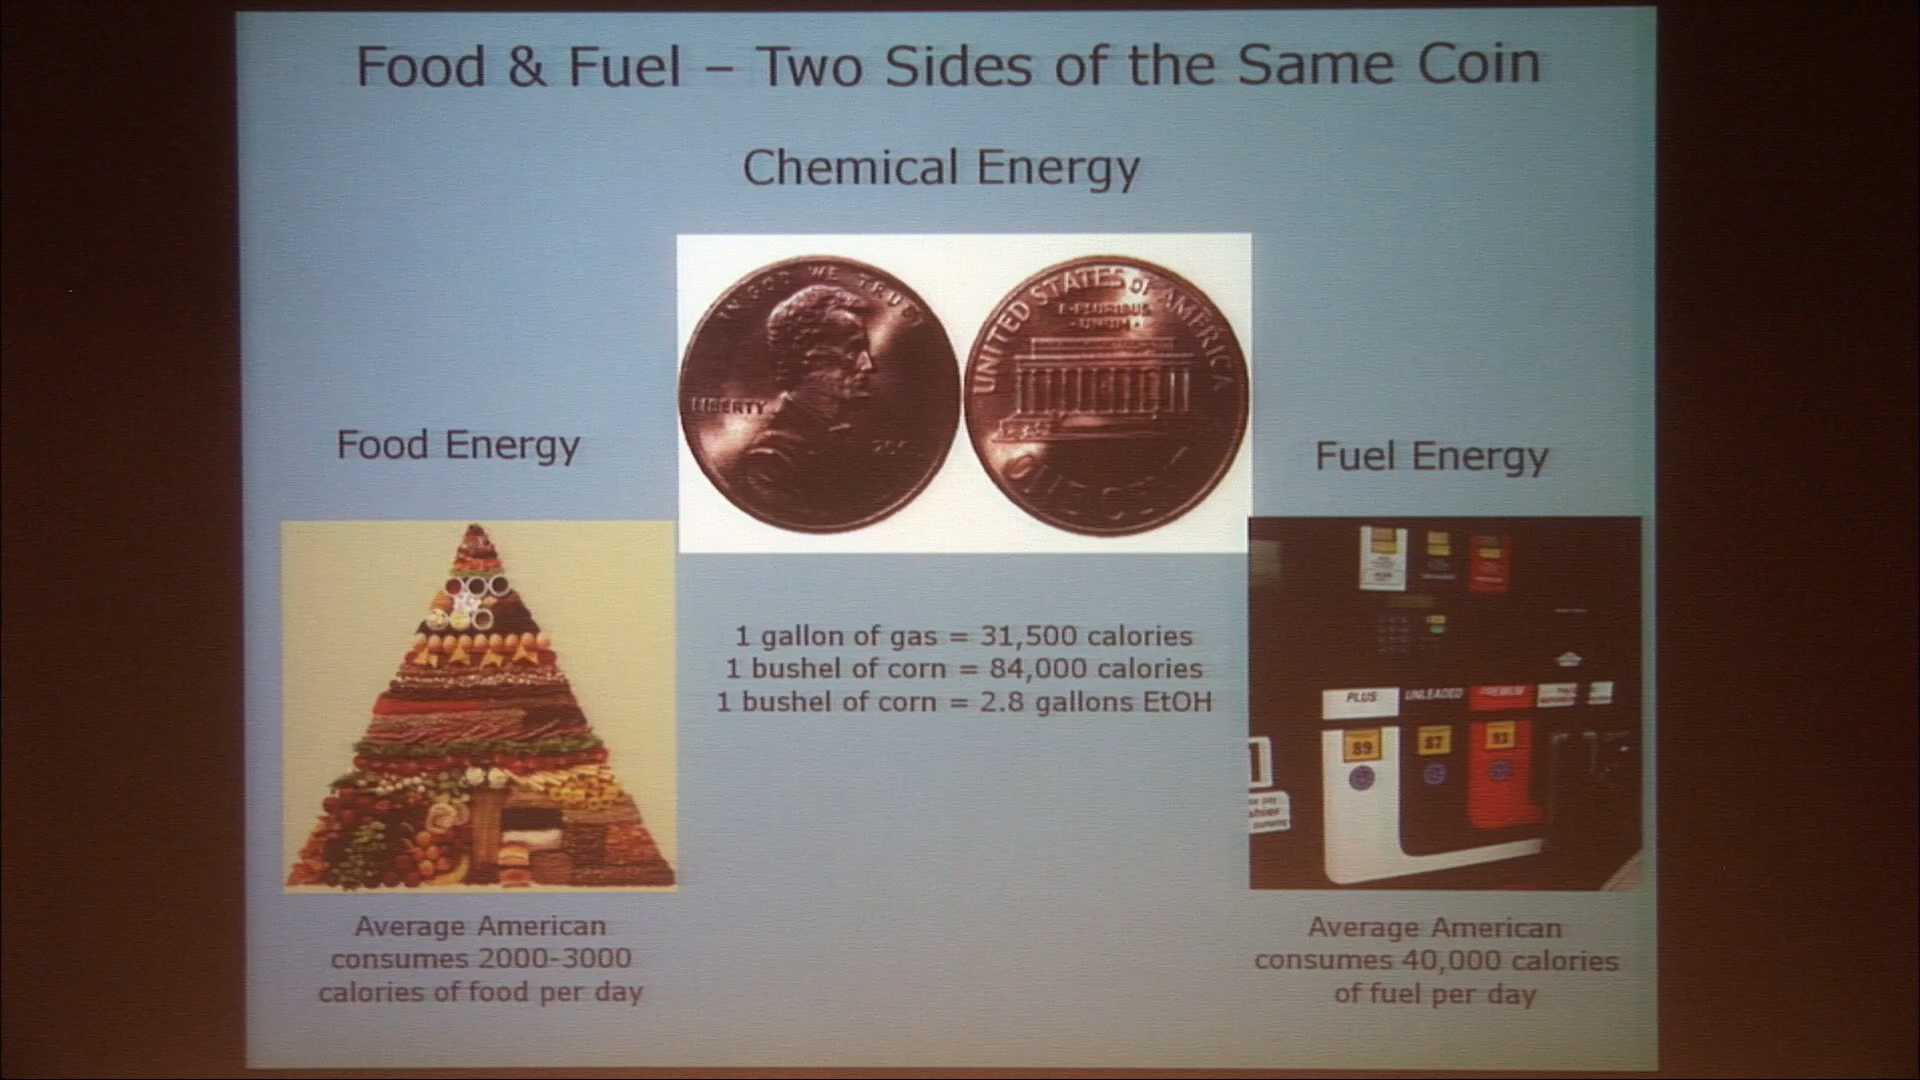 Food & Fuel – Two Sides of the Same Coin
Chemical Energy
IN GOD WE TRUST
LIBERTY
UNITED STATES OF AMERICA
E·PLURIBUS
·UNUM·
Food Energy
Fuel Energy
1 gallon of gas = 31,500 calories
1 bushel of corn = 84,000 calories
1 bushel of corn = 2.8 gallons EtOH
PLUS
UNLEADED
PREMIUM
89
87
93
Average American
consumes 2000-3000
calories of food per day
Average American
consumes 40,000 calories
of fuel per day